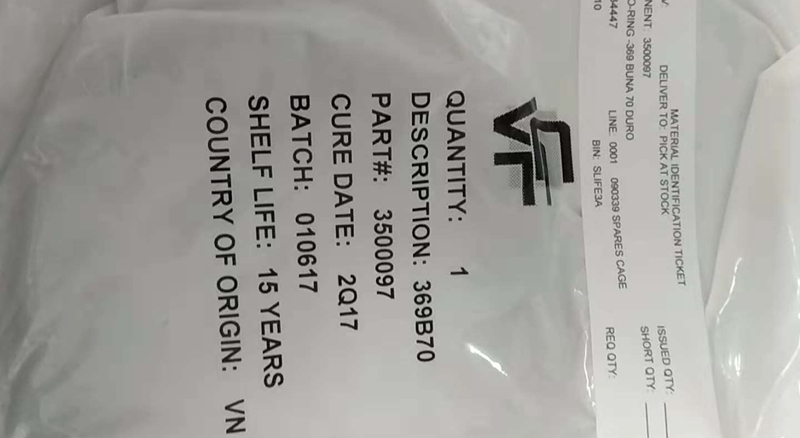 MATERIAL IDENTIFICATION TICKET
DELIVER TO: PICK AT STOCK
NENT: 3500097
ISSUED QTY:
SHORT QTY:
O-RING -369 BUNA 70 DURO
LINE: 0001 090339 SPARES CAGE
REQ QTY:
4447
BIN: SLIFE3A
10
QUANTITY: 1
DESCRIPTION: 369B70
PART#: 3500097
CURE DATE: 2Q17
BATCH: 010617
SHELF LIFE: 15 YEARS
COUNTRY OF ORIGIN: VN